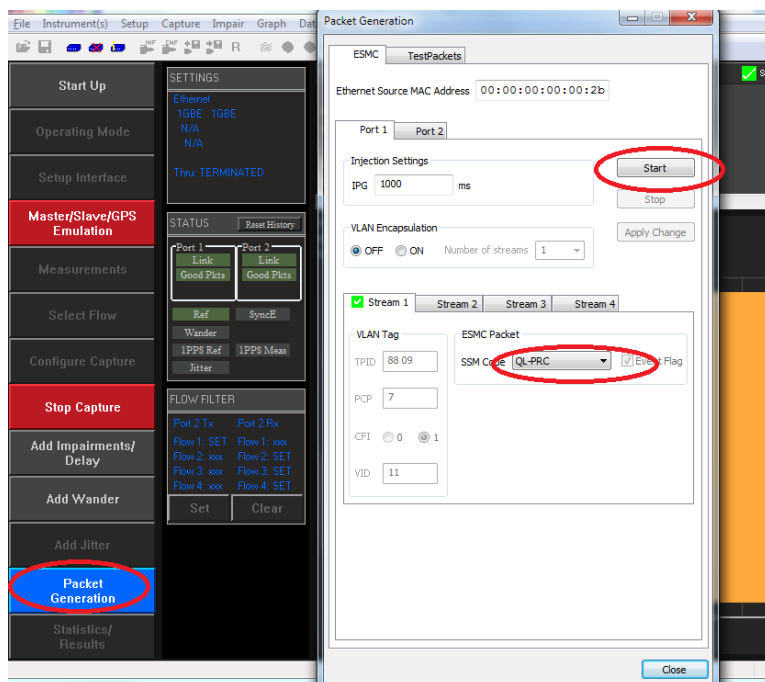 File Instrument(s) Setup Capture Impair Graph Dat
R
Start Up
Operating Mode
Setup Interface
Master/Slave/GPS
Emulation
Measurements
Select Flow
Configure Capture
Stop Capture
Add Impairments/
Delay
Add Wander
Add Jitter
Packet
Generation
Statistics/
Results
SETTINGS
Ethernet
1GBE 1GBE
N/A
N/A
Thru: TERMINATED
STATUS Reset History
Port 1 Port 2
Link Link
Good Pkts Good Pkts
Ref SyncE
Wander
1PPS Ref 1PPS Meas
Jitter
FLOW FILTER
Port 2 Tx Port 2 Rx
Flow 1: SET Flow 1: xxx
Flow 2: xxx Flow 2: SET
Flow 3: xxx Flow 3: SET
Flow 4: xxx Flow 4: SET
Set Clear
Packet Generation
ESMC TestPackets
Ethernet Source MAC Address 00:00:00:00:00:2b
Port 1 Port 2
Injection Settings
IPG 1000 ms
Start
Stop
Apply Change
VLAN Encapsulation
OFF ON Number of streams 1
Stream 1 Stream 2 Stream 3 Stream 4
VLAN Tag
TPID 88 09
PCP 7
CFI 0 1
VID 11
ESMC Packet
SSM Code QL-PRC Event Flag
Close